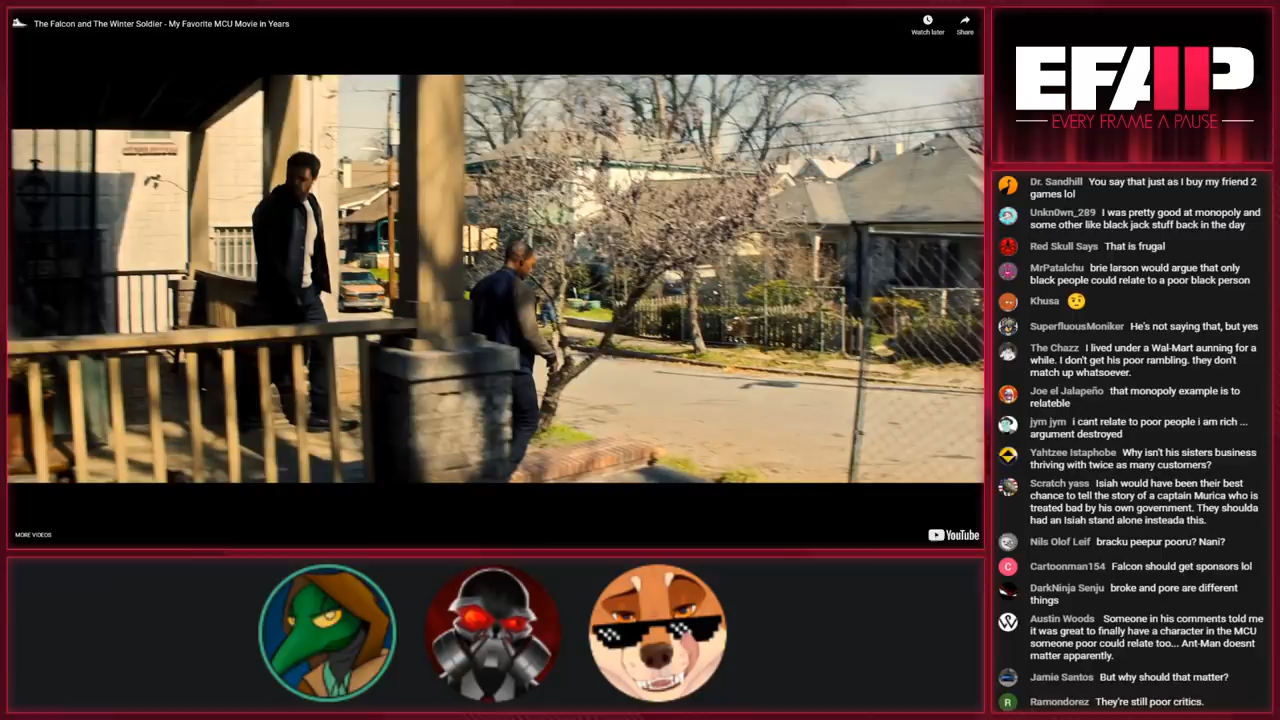 The Falcon and The Winter Soldier - My Favorite MCU Movie in Years
Watch later
Share
MORE VIDEOS
YouTube
EFAP
EVERY FRAME A PAUSE
Dr. Sandhill You say that just as I buy my friend 2
games lol
Unkn0wn_289 I was pretty good at monopoly and
some other like black jack stuff back in the day
Red Skull Says That is frugal
MrPatalchu brie larson would argue that only
black people could relate to a poor black person
Khusa 🤨
SuperfluousMoniker He's not saying that, but yes
The Chazz I lived under a Wal-Mart aunning for a
while. I don't get his poor rambling. they don't
match up whatsoever.
Joe el Jalapeño that monopoly example is to
relateble
jym jym i cant relate to poor people i am rich ...
argument destroyed
Yahtzee Istaphobe Why isn't his sisters business
thriving with twice as many customers?
Scratch yass Isiah would have been their best
chance to tell the story of a captain Murica who is
treated bad by his own government. They shoulda
had an Isiah stand alone insteada this.
Nils Olof Leif bracku peepur pooru? Nani?
C
Cartoonman154 Falcon should get sponsors lol
DarkNinja Senju broke and pore are different
things
Austin Woods Someone in his comments told me
it was great to finally have a character in the MCU
someone poor could relate too... Ant-Man doesnt
matter apparently.
Jamie Santos But why should that matter?
R
Ramondorez They're still poor critics.